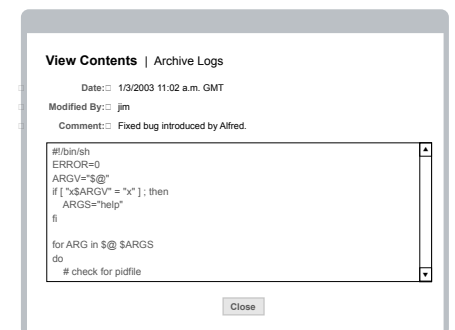 View Contents | Archive Logs
Date: 1/3/2003 11:02 a.m. GMT
Modified By: jim
Comment: Fixed bug introduced by Alfred.
#!/bin/sh
ERROR=0
ARGV="$@"
if [ "x$ARGV" = "x" ] ; then
ARGS="help"
fi
for ARG in $@ $ARGS
do
# check for pidfile
Close